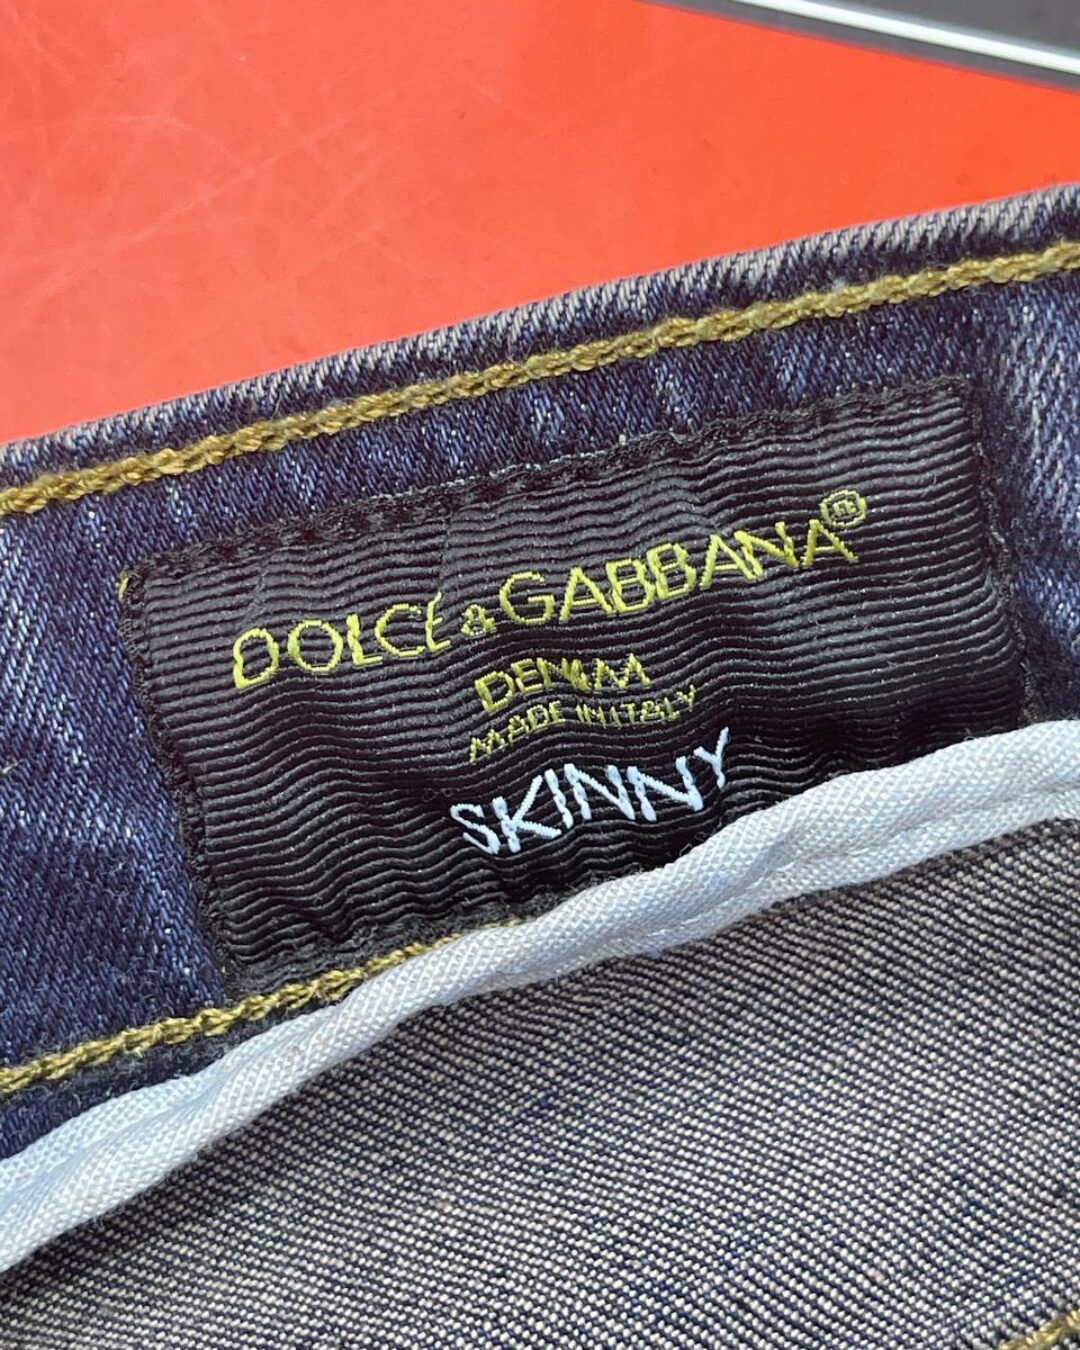 DOLCE & GABBANA®
DENIM
MADE IN ITALY
SKINNY